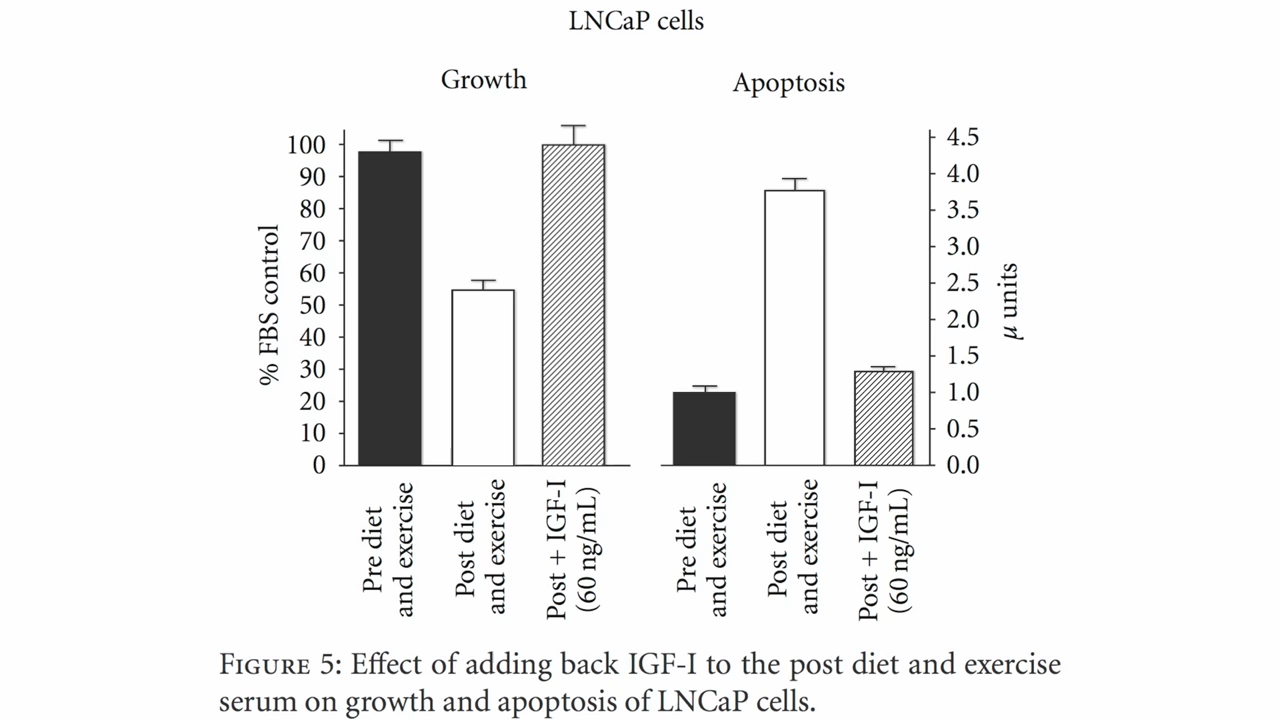 LNCaP cells
Growth
Apoptosis
% FBS control
100
90
80
70
60
50
40
30
20
10
0
4.5
4.0
3.5
3.0
2.5
2.0
1.5
1.0
0.5
0.0
μ units
Pre diet
and exercise
Post diet
and exercise
Post + IGF-I
(60 ng/mL)
Pre diet
and exercise
Post diet
and exercise
Post + IGF-I
(60 ng/mL)
FIGURE 5: Effect of adding back IGF-I to the post diet and exercise
serum on growth and apoptosis of LNCaP cells.